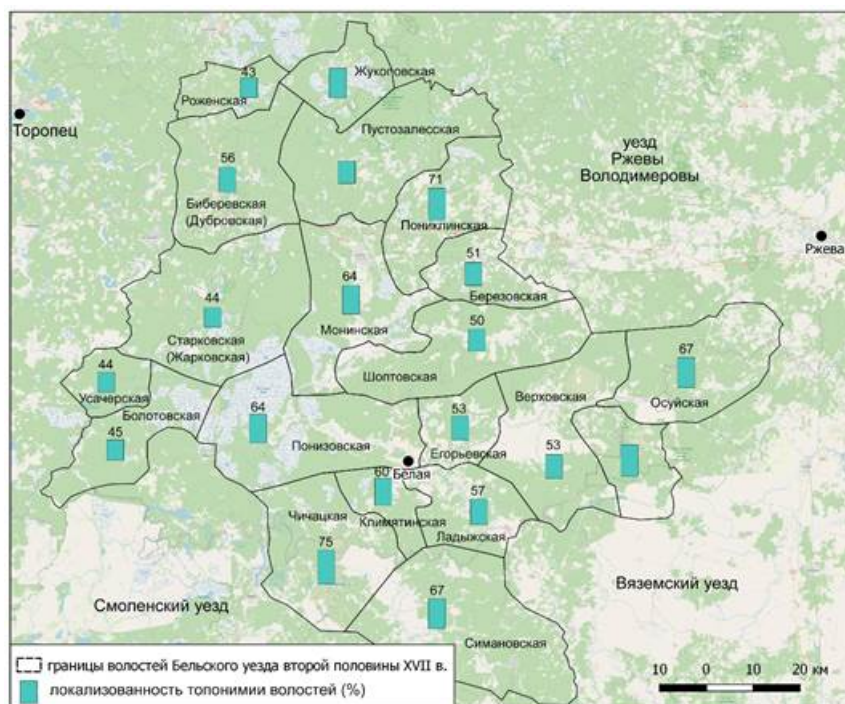 43
Жукоповская
Роженская
Торопец
Пустозалесская
уезд
Ржевы
Володимеровы
56
Биберевская
(Дубровская)
71
Пониклинская
Ржева
51
Березовская
64
Монинская
44
Старковская
(Жарковская)
50
Шоптовская
67
Осуйская
44
Усачерская
Болотовская
45
64
Понизовская
Верховская
53
Егорьевская
53
Белая
60
Климятинская
57
Ладыжская
Чичацкая
75
Смоленский уезд
67
Симановская
Вяземский уезд
границы волостей Бельского уезда второй половины XVII в.
локализованность топонимии волостей (%)
10 0 10 20 км